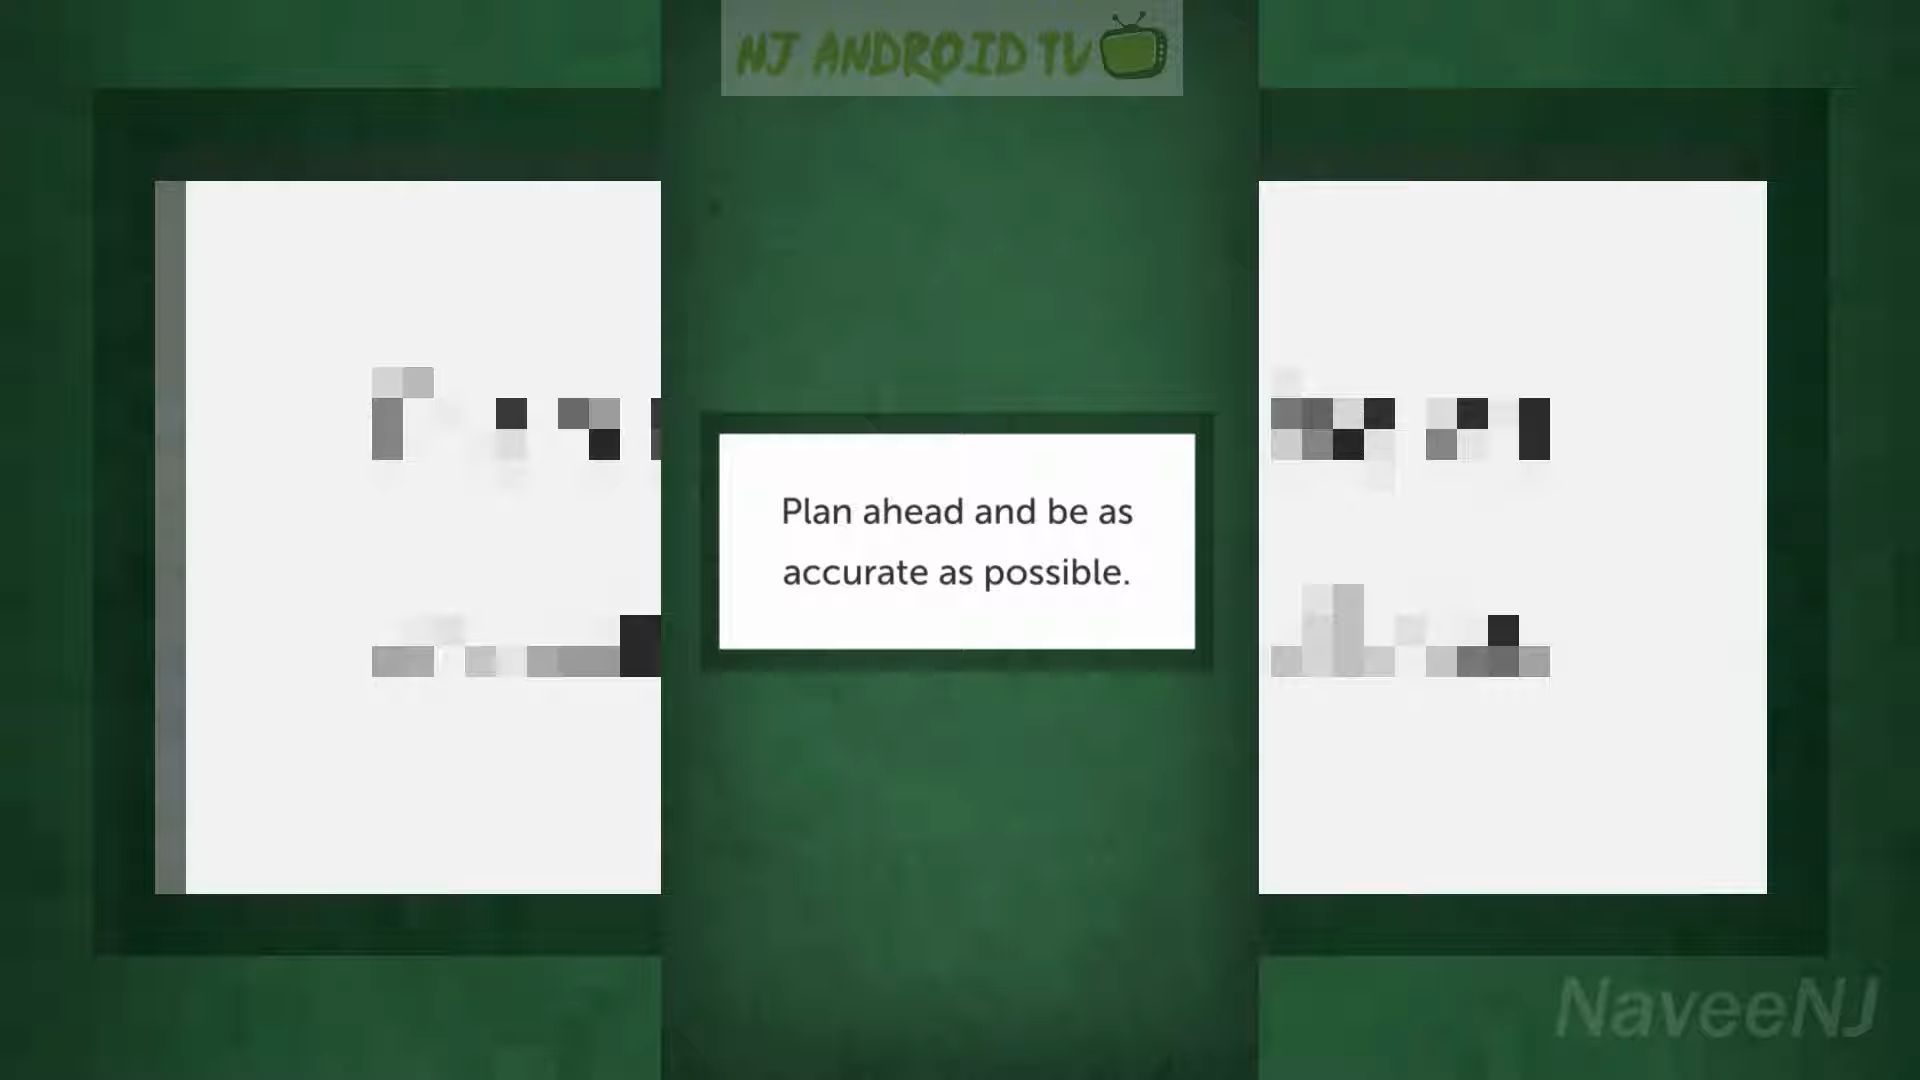 NJ ANDROID TV
Plan ahead and be as
accurate as possible.
NaveeNJ